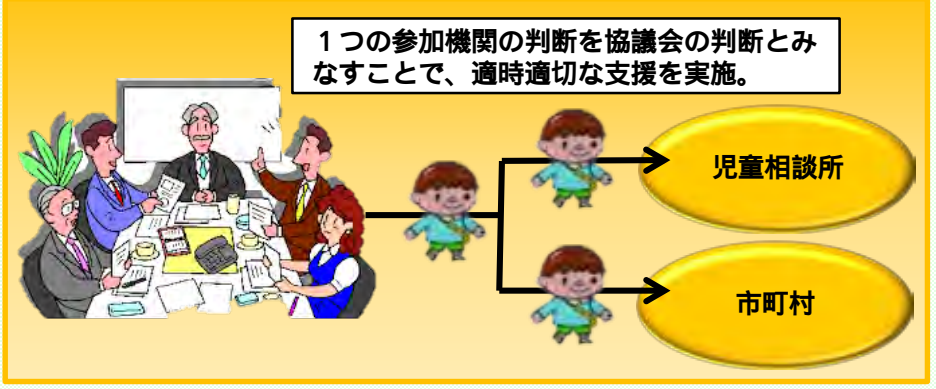 １つの参加機関の判断を協議会の判断とみ
なすことで、適時適切な支援を実施。
児童相談所
市町村